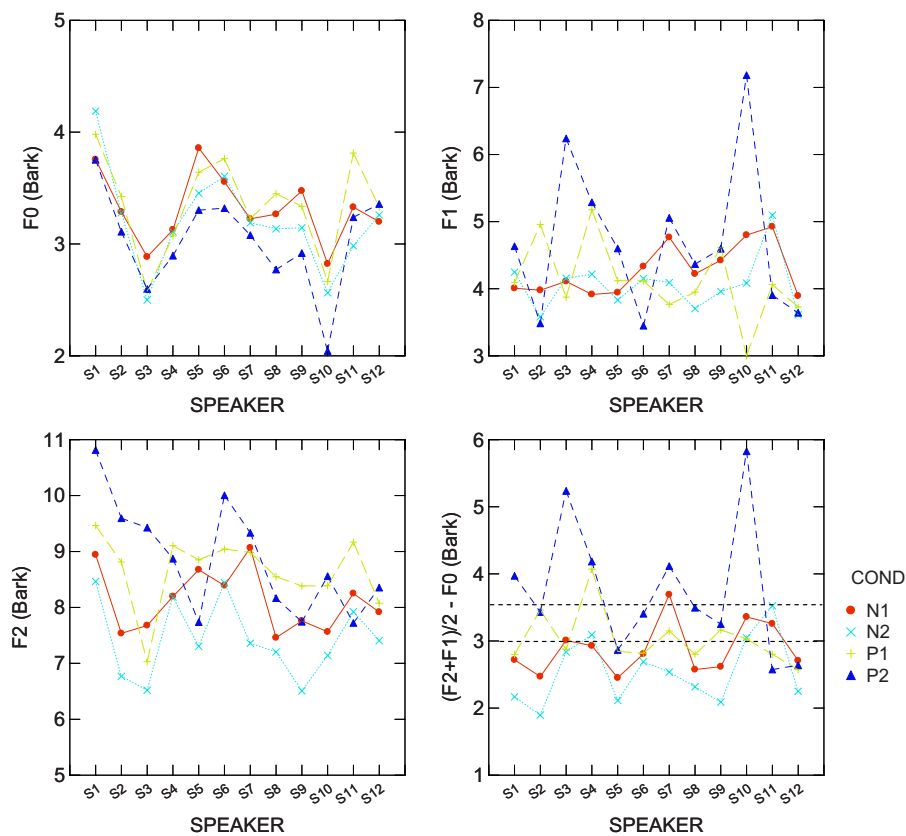 5
4
3
2
F0 (Bark)
S1 S2 S3 S4 S5 S6 S7 S8 S9 S10 S11 S12
SPEAKER
8
7
6
5
4
3
F1 (Bark)
S1 S2 S3 S4 S5 S6 S7 S8 S9 S10 S11 S12
SPEAKER
11
10
9
8
7
6
5
F2 (Bark)
S1 S2 S3 S4 S5 S6 S7 S8 S9 S10 S11 S12
SPEAKER
6
5
4
3
2
1
(F2+F1)/2 - F0 (Bark)
S1 S2 S3 S4 S5 S6 S7 S8 S9 S10 S11 S12
SPEAKER
COND
N1
N2
P1
P2